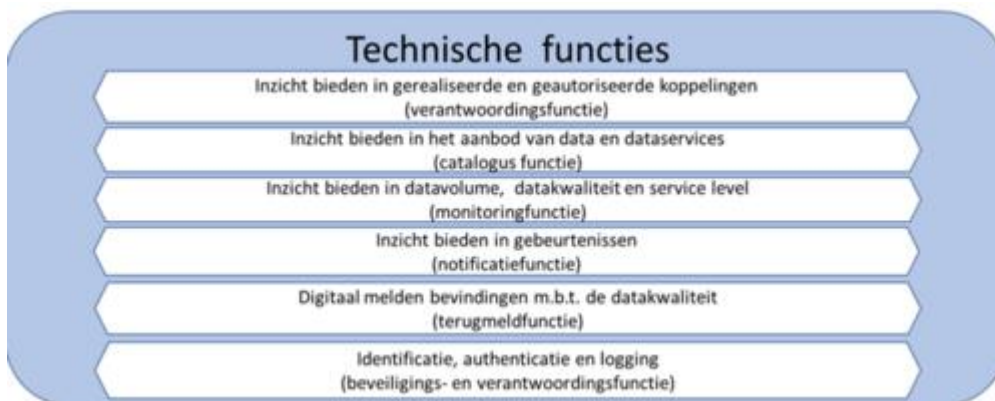 Technische functies
Inzicht bieden in gerealiseerde en geautoriseerde koppelingen
(verantwoordingsfunctie)
Inzicht bieden in het aanbod van data en dataservices
(catalogus functie)
Inzicht bieden in datavolume, datakwaliteit en service level
(monitoringfunctie)
Inzicht bieden in gebeurtenissen
(notificatiefunctie)
Digitaal melden bevindingen m.b.t. de datakwaliteit
(terugmeldfunctie)
Identificatie, authenticatie en logging
(beveiligings- en verantwoordingsfunctie)